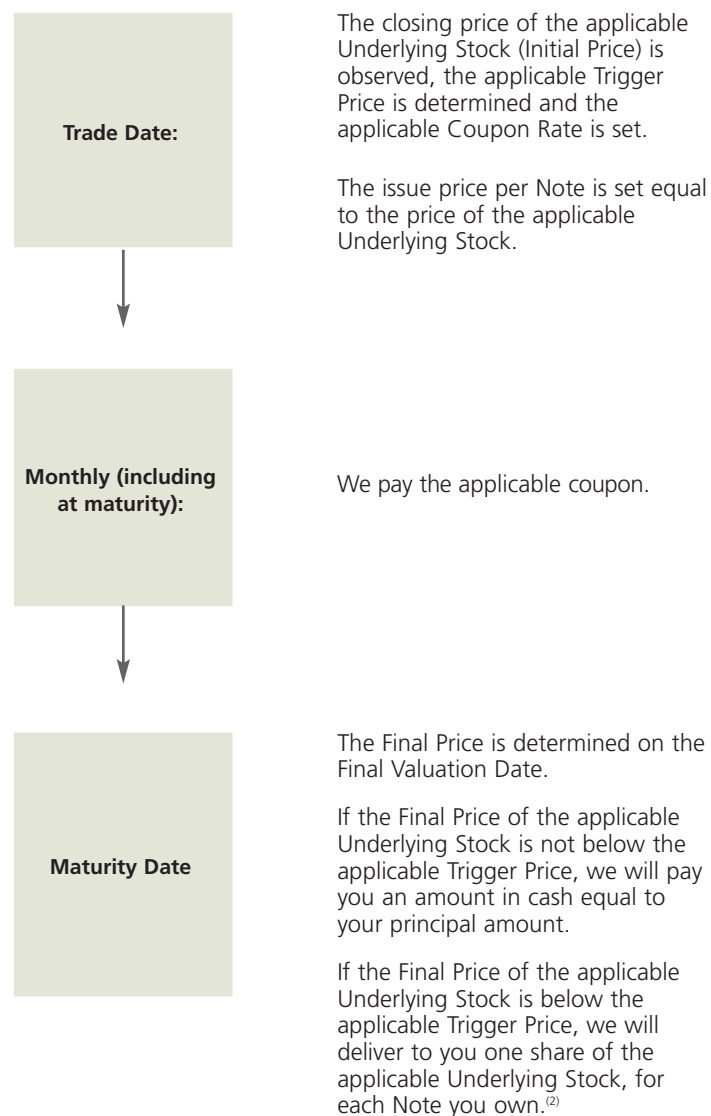 Trade Date:
The closing price of the applicable
Underlying Stock (Initial Price) is
observed, the applicable Trigger
Price is determined and the
applicable Coupon Rate is set.
The issue price per Note is set equal
to the price of the applicable
Underlying Stock.
Monthly (including
at maturity):
We pay the applicable coupon.
Maturity Date
The Final Price is determined on the
Final Valuation Date.
If the Final Price of the applicable
Underlying Stock is not below the
applicable Trigger Price, we will pay
you an amount in cash equal to
your principal amount.
If the Final Price of the applicable
Underlying Stock is below the
applicable Trigger Price, we will
deliver to you one share of the
applicable Underlying Stock, for
each Note you own.(2)